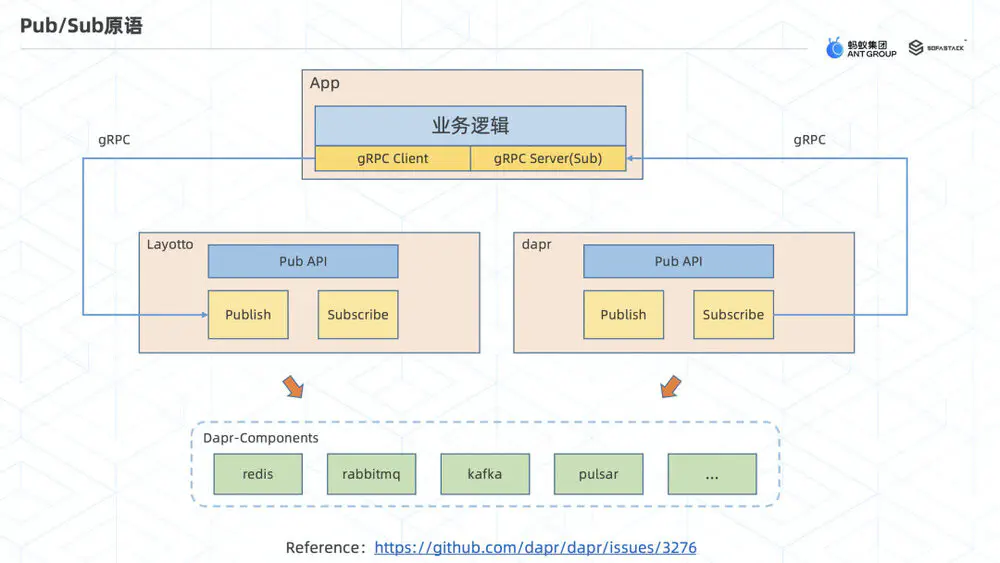 Pub/Sub原语
蚂蚁集团
ANT GROUP
SOFASTACK
App
业务逻辑
gRPC
gRPC Client
gRPC Server(Sub)
gRPC
Layotto
Pub API
Publish
Subscribe
dapr
Pub API
Publish
Subscribe
Dapr-Components
redis
rabbitmq
kafka
pulsar
...
Reference：https://github.com/dapr/dapr/issues/3276